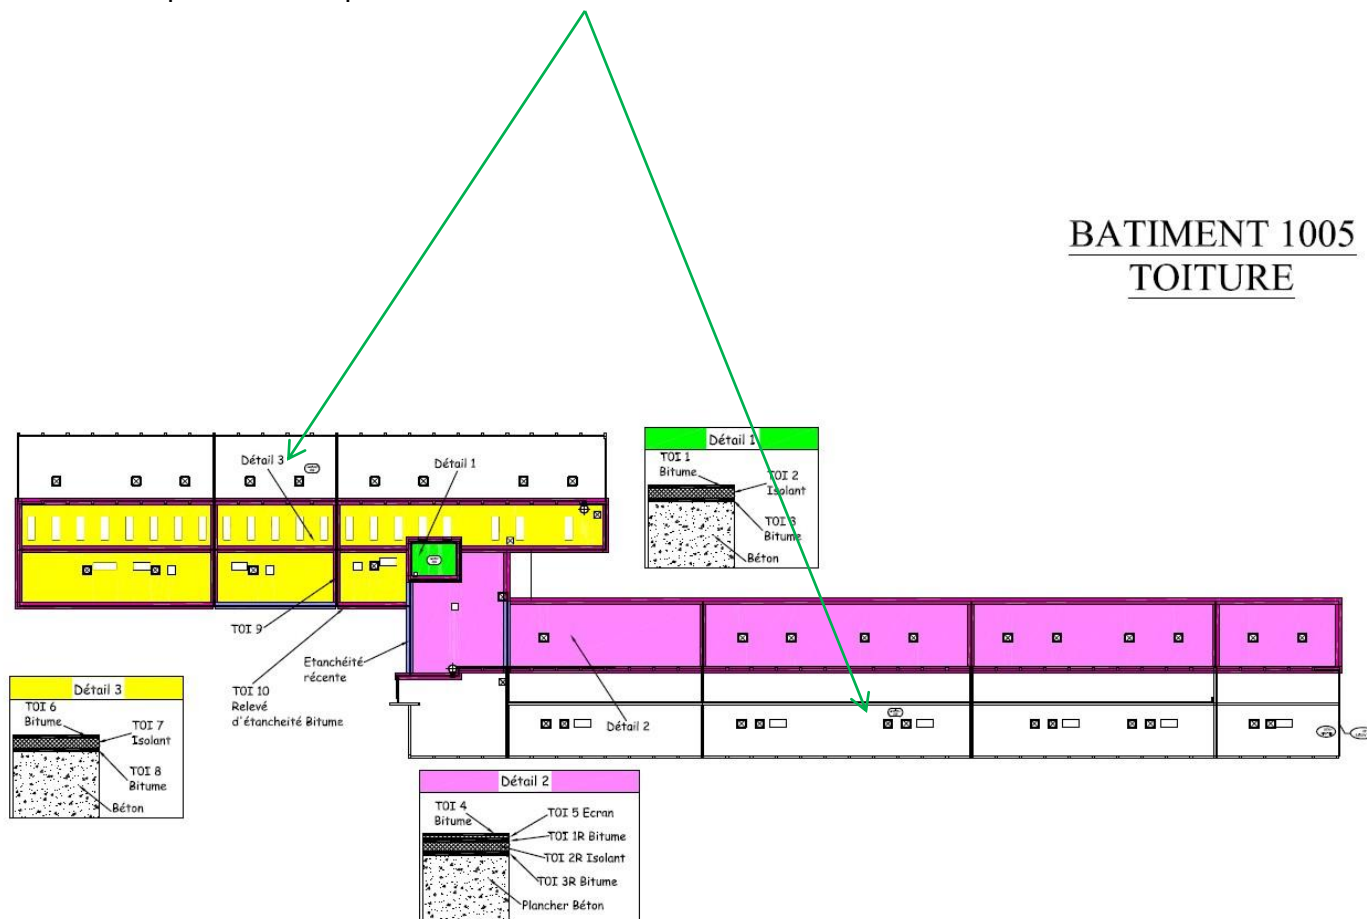 BATIMENT 1005
TOITURE
Détail 3
Détail 1
Détail 1
TOI 1
Bitume
TOI 2
Isolant
TOI 3
Bitume
Béton
TOI 9
Etanchéité
récente
TOI 10
Relevé
d'étancheité Bitume
Détail 2
Détail 3
TOI 6
Bitume
TOI 7
Isolant
TOI 8
Bitume
Béton
Détail 2
TOI 4
Bitume
TOI 5 Ecran
TOI 1R Bitume
TOI 2R Isolant
TOI 3R Bitume
Plancher Béton